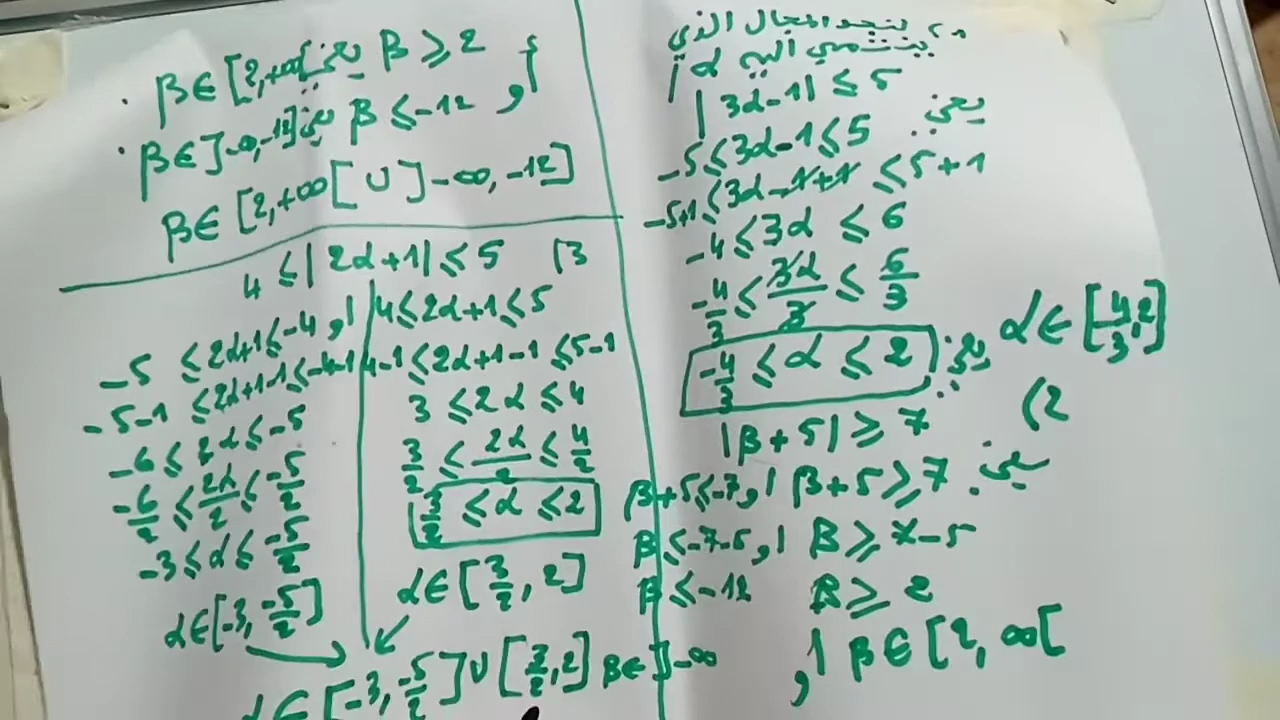 لنجد المجال الذي
ينتمي اليه α
|3α-1| ≤ 5
-5 ≤ 3α-1 ≤ 5 يعني
-5+1 ≤ 3α-1+1 ≤ 5+1
-4 ≤ 3α ≤ 6
-4/3 ≤ 3α/3 ≤ 6/3
-4/3 ≤ α ≤ 2 يعني α∈[-4/3, 2]
(2
|β+5| ≥ 7
β+5 ≤ -7 او β+5 ≥ 7 يعني
β ≤ -7-5 او β ≥ 7-5
β ≤ -12 β ≥ 2
β∈]-∞ او β∈[2, ∞[
β∈[2,+∞[ يعني β ≥ 2 او
β∈]-∞,-12] يعني β ≤ -12
β∈[2,+∞[ ∪ ]-∞,-12]
4 ≤ |2α+1| ≤ 5 (3
4 ≤ 2α+1 ≤ 5
4-1 ≤ 2α+1-1 ≤ 5-1
3 ≤ 2α ≤ 4
3/2 ≤ 2α/2 ≤ 4/2
3/2 ≤ α ≤ 2
α∈[3/2, 2]
-5 ≤ 2α+1 ≤ -4 او
-5-1 ≤ 2α+1-1 ≤ -4-1
-6 ≤ 2α ≤ -5
-6/2 ≤ 2α/2 ≤ -5/2
-3 ≤ α ≤ -5/2
α∈[-3, -5/2]
α∈[-3, -5/2] ∪ [3/2, 2]